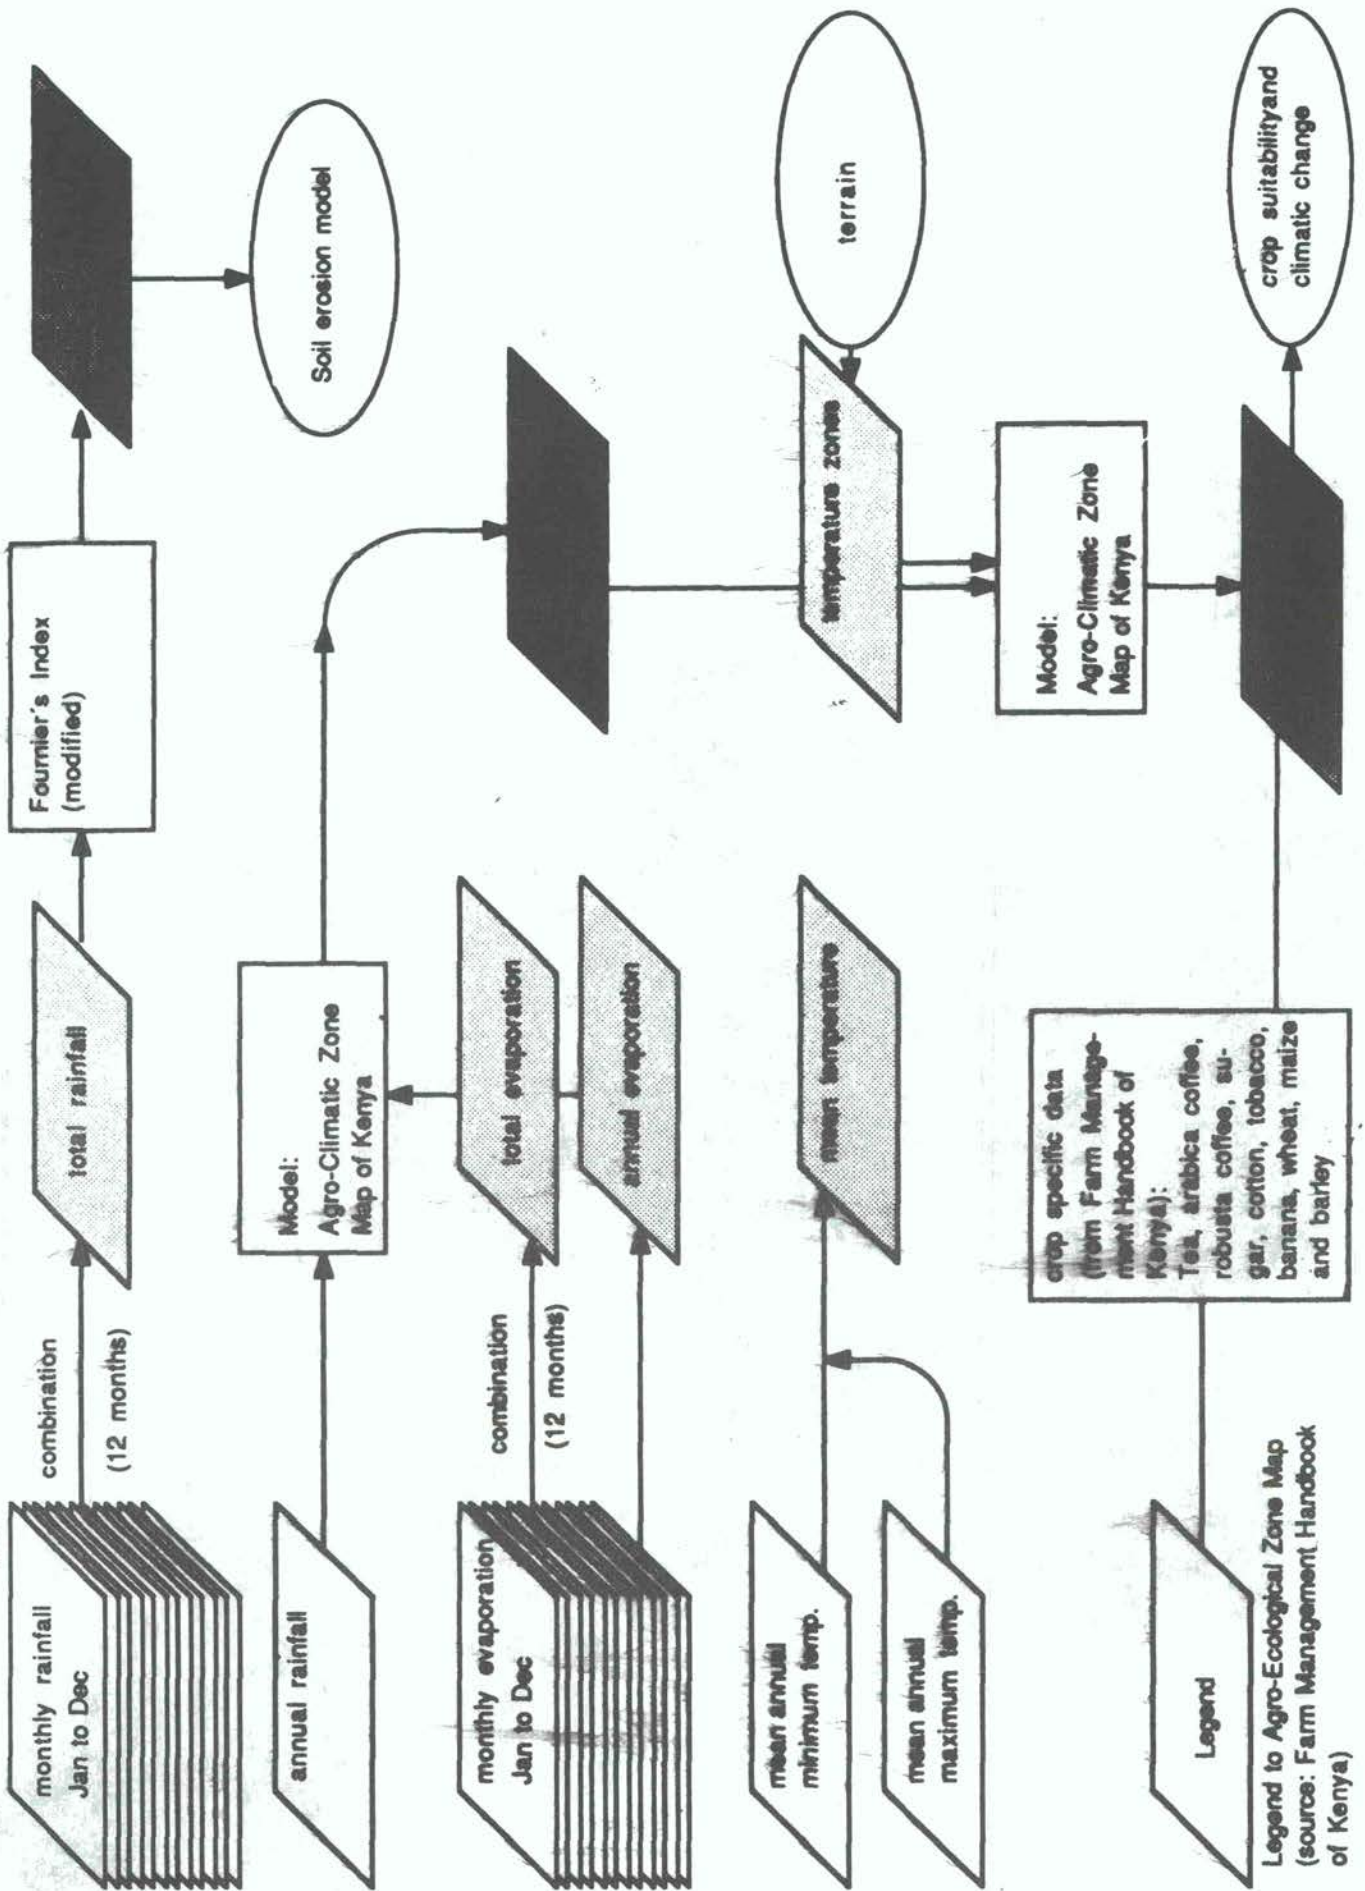 monthly rainfall
Jan to Dec
combination
(12 months)
total rainfall
Fournier's Index
(modified)
Soil erosion model
annual rainfall
Model:
Agro-Climatic Zone
Map of Kenya
monthly evaporation
Jan to Dec
combination
(12 months)
total evaporation
annual evaporation
mean annual
minimum temp.
mean annual
maximum temp.
mean temperature
temperature zones
terrain
Model:
Agro-Climatic Zone
Map of Kenya
Legend
Legend to Agro-Ecological Zone Map
(source: Farm Management Handbook
of Kenya)
crop specific data
(from Farm Manage-
ment Handbook of
Kenya):
Tea, arabica coffee,
robusta coffee, su-
gar, cotton, tobacco,
banana, wheat, maize
and barley
crop suitabilityand
climatic change